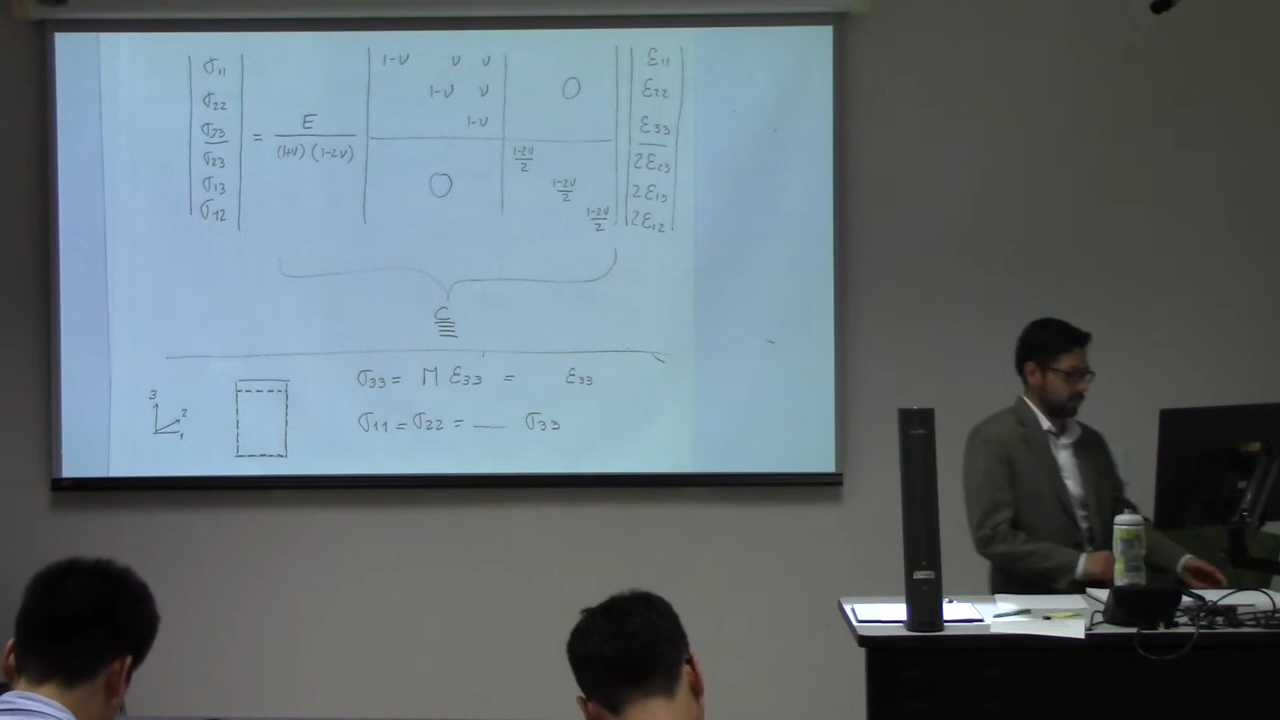 σ11
σ22
σ33
σ23
σ13
σ12
=
E
(1+ν) (1-2ν)
1-ν ν ν
1-ν ν
1-ν
0
0
1-2ν
2
1-2ν
2
1-2ν
2
ε11
ε22
ε33
2ε23
2ε13
2ε12
C
3
2
1
σ33 = M ε33 = ε33
σ11 = σ22 = __ σ33